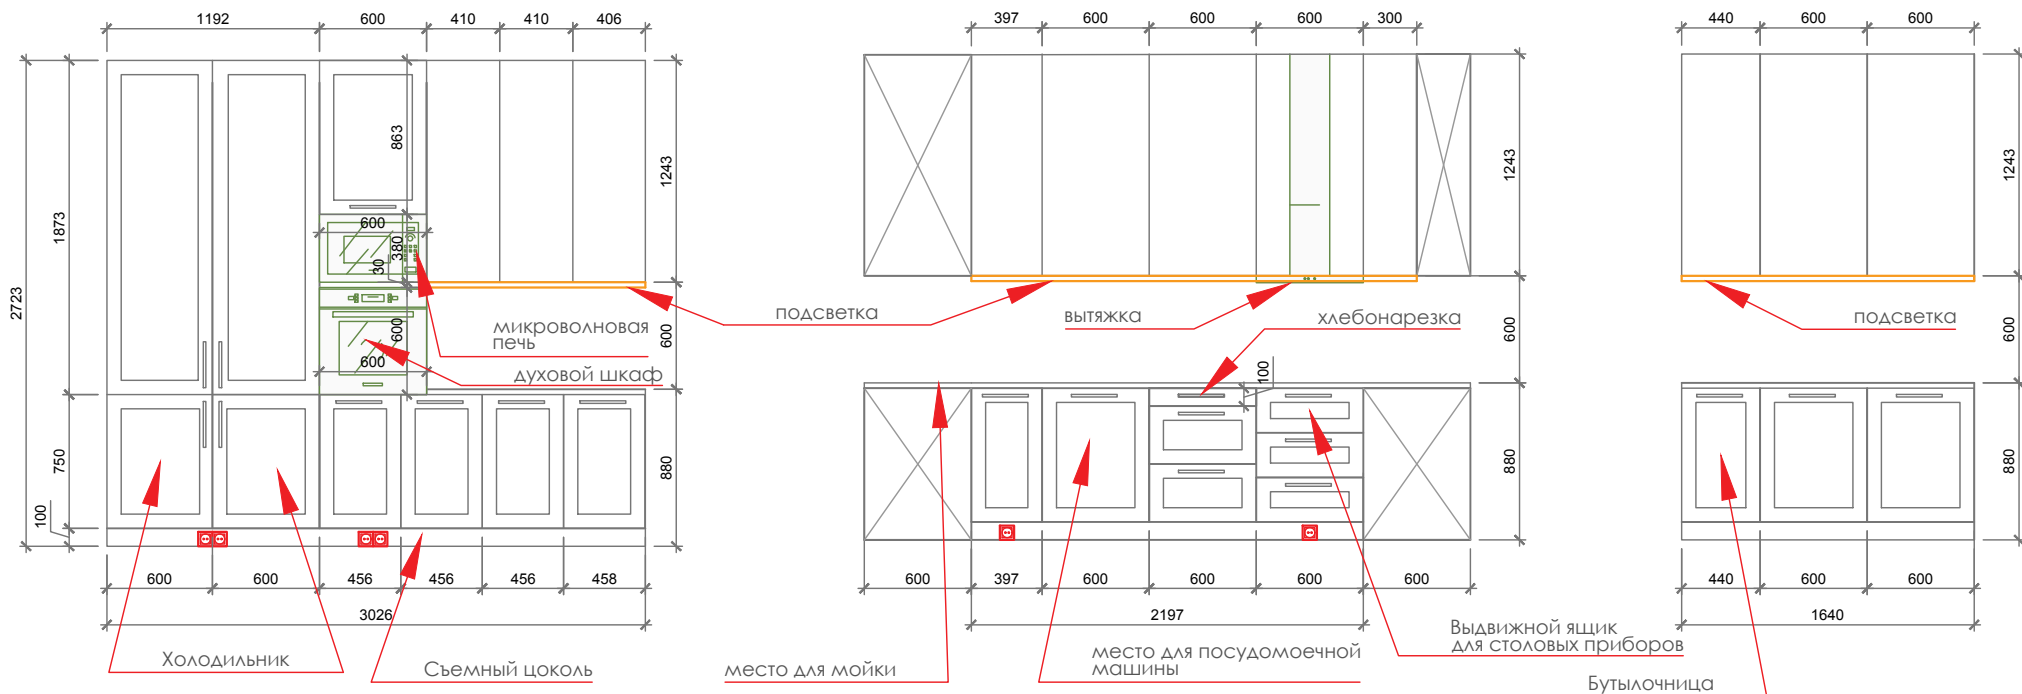 1192 600 410 410 406
397 600 600 600 300
440 600 600
863
1243
1243
1243
1873
2723
600
380
30
600
600
600
600
600
100
микроволновая
печь
духовой шкаф
подсветка
вытяжка
хлебонарезка
подсветка
750
100
880
880
880
600 600 456 456 456 458
600 397 600 600 600 600
440 600 600
3026
2197
1640
Холодильник
Съемный цоколь
место для мойки
место для посудомоечной
машины
Выдвижной ящик
для столовых приборов
Бутылочница